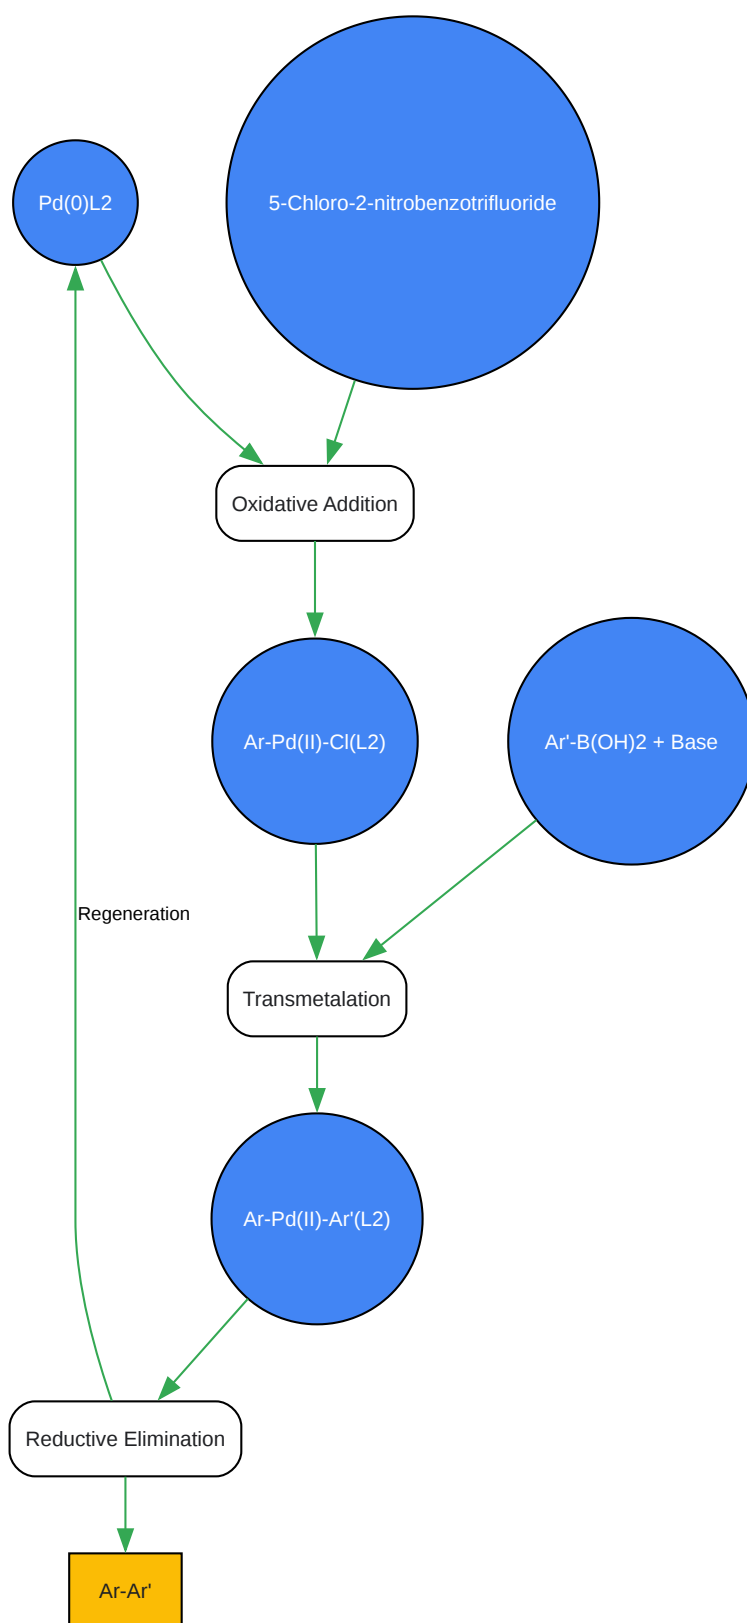 Pd(0)L2
5-Chloro-2-nitrobenzotrifluoride
Oxidative Addition
Ar-Pd(II)-Cl(L2)
Ar'-B(OH)2 + Base
Regeneration
Transmetalation
Ar-Pd(II)-Ar'(L2)
Reductive Elimination
Ar-Ar'